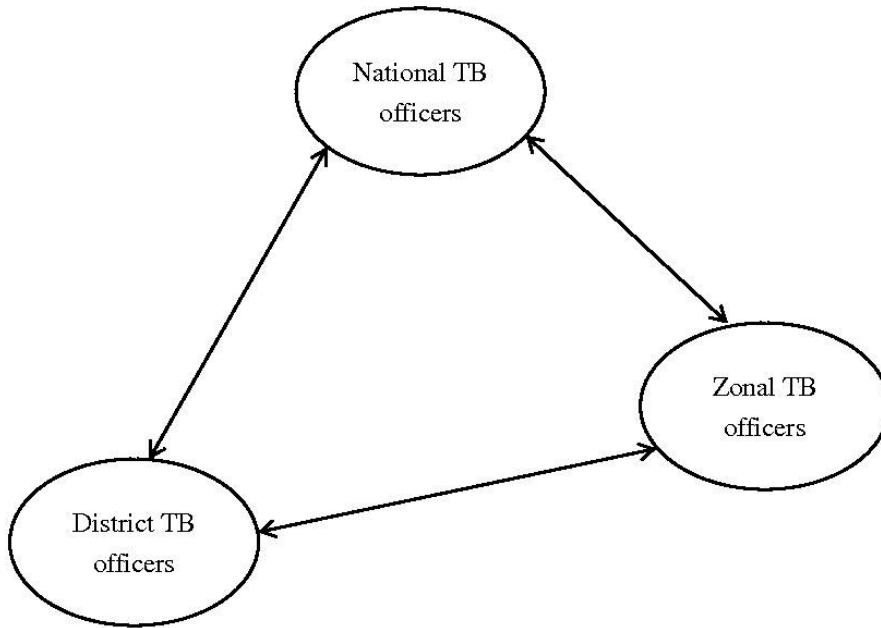 National TB
officers
Zonal TB
officers
District TB
officers